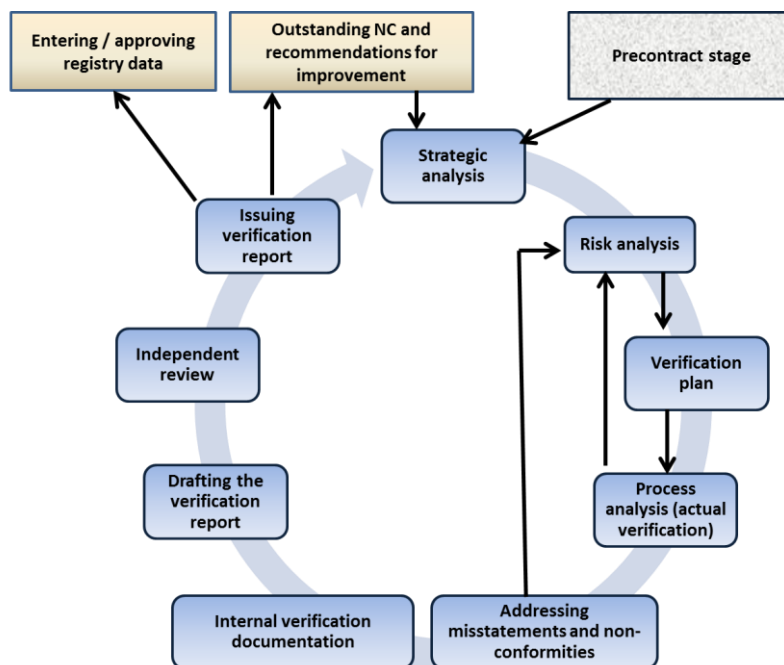 Entering / approving
registry data
Outstanding NC and
recommendations for
improvement
Precontract stage
Strategic
analysis
Issuing
verification
report
Risk analysis
Independent
review
Verification
plan
Drafting the
verification
report
Process
analysis (actual
verification)
Internal verification
documentation
Addressing
misstatements and non-
conformities